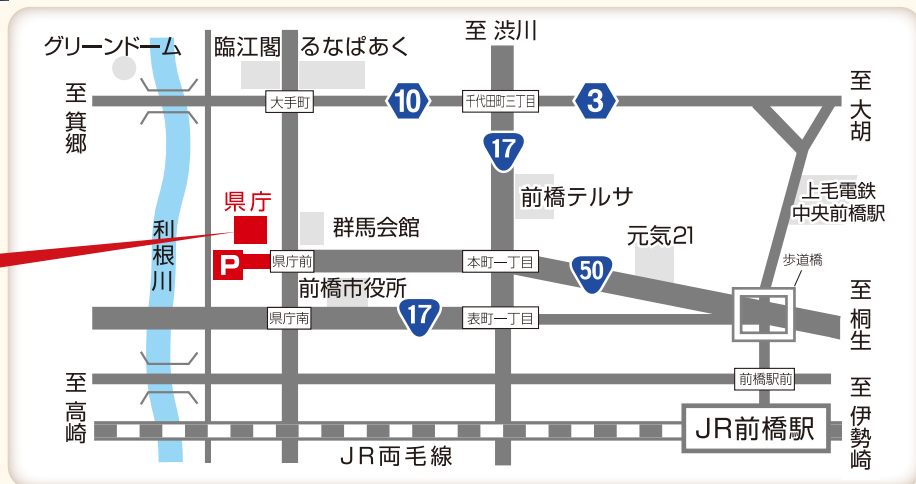 至 渋川
グリーンドーム
臨江閣
るなぱあく
至 箕郷
大手町
10
千代田町三丁目
3
至 大胡
17
県庁
前橋テルサ
上毛電鉄
中央前橋駅
利根川
群馬会館
元気21
P
県庁前
本町一丁目
50
歩道橋
前橋市役所
県庁南
17
表町一丁目
至 桐生
至 高崎
前橋駅前
至 伊勢崎
JR前橋駅
JR両毛線